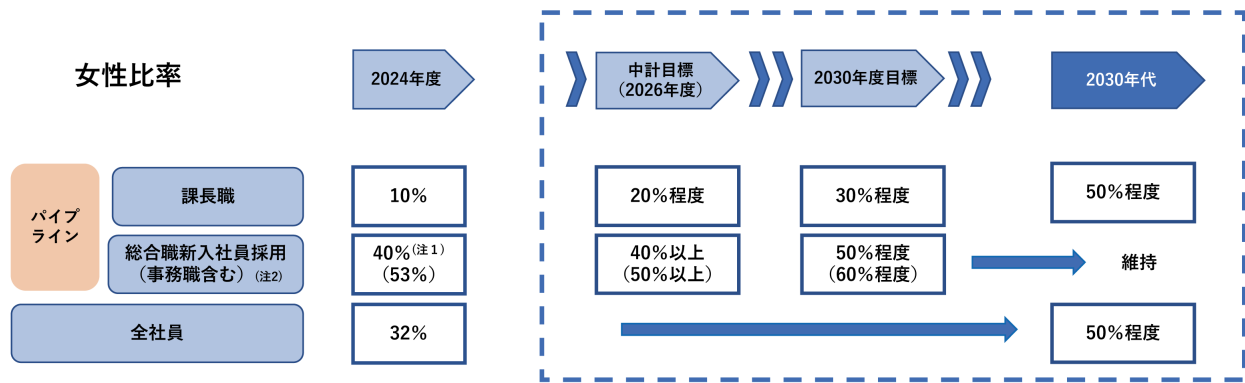 女性比率
2024年度
中計目標
（2026年度）
2030年度目標
2030年代
パイプ
ライン
課長職
10%
20%程度
30%程度
50%程度
総合職新入社員採用
（事務職含む）（注2）
40%（注１）
（53%）
40%以上
（50%以上）
50%程度
（60%程度）
維持
全社員
32%
50%程度